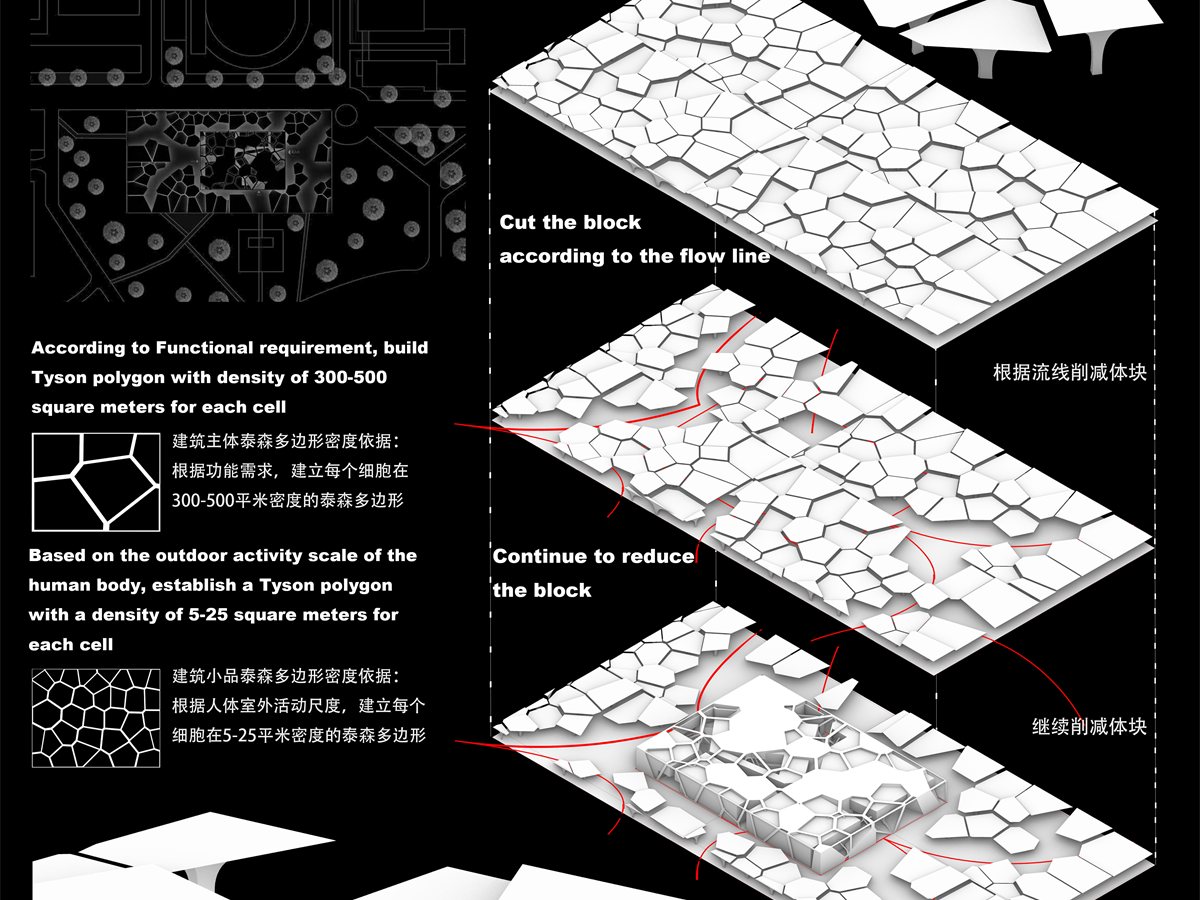 Cut the block
according to the flow line
According to Functional requirement, build
Tyson polygon with density of 300-500
square meters for each cell
建筑主体泰森多边形密度依据：
根据功能需求，建立每个细胞在
300-500平米密度的泰森多边形
根据流线削减体块
Based on the outdoor activity scale of the
human body, establish a Tyson polygon
with a density of 5-25 square meters for
each cell
建筑小品泰森多边形密度依据：
根据人体室外活动尺度，建立每个
细胞在5-25平米密度的泰森多边形
Continue to reduce
the block
继续削减体块